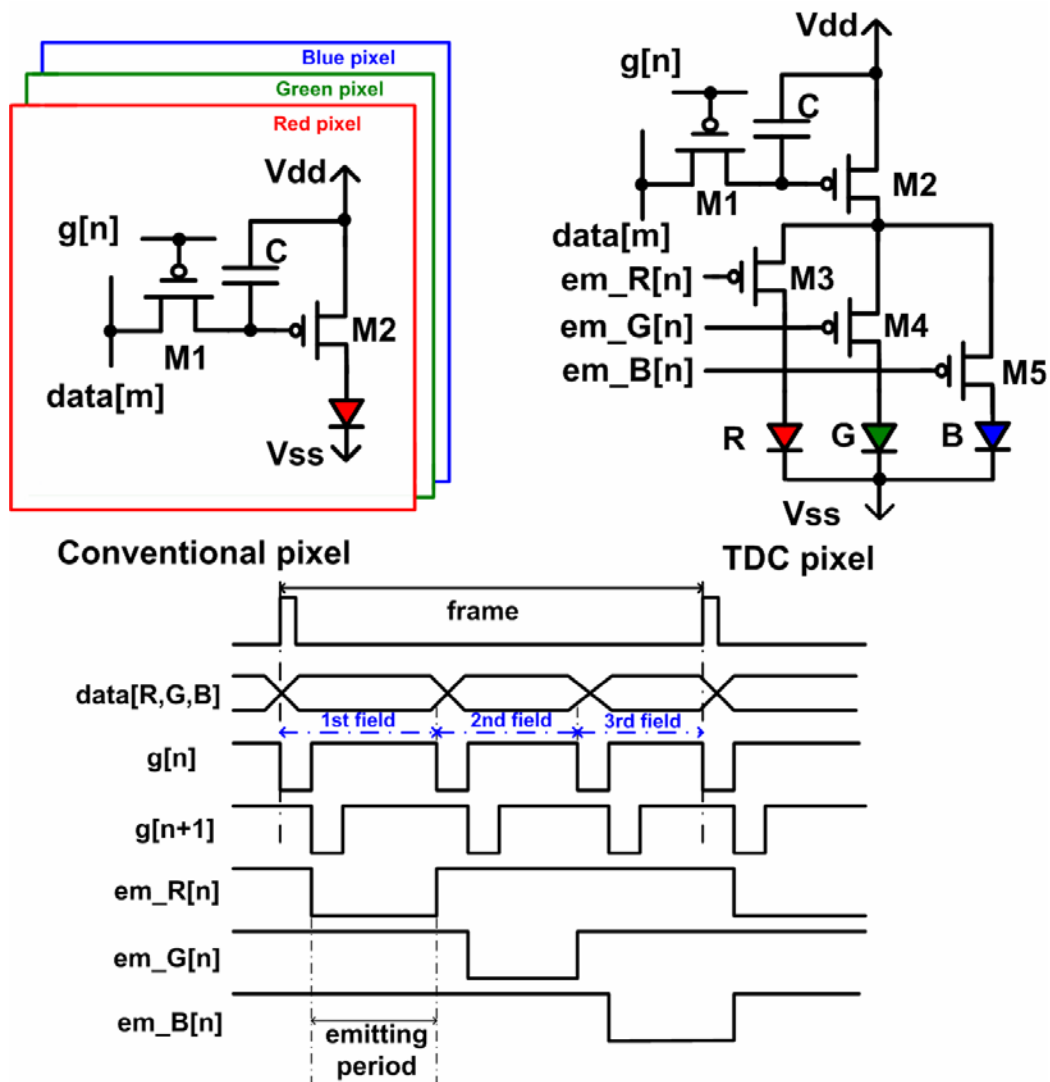 Blue pixel
Green pixel
Red pixel
Vdd
g[n]
C
M1
M2
data[m]
Vss
Vdd
g[n]
C
M1
M2
data[m]
em_R[n]
M3
em_G[n]
M4
em_B[n]
M5
R
G
B
Vss
Conventional pixel
TDC pixel
frame
data[R,G,B]
1st field
2nd field
3rd field
g[n]
g[n+1]
em_R[n]
em_G[n]
em_B[n]
emitting
period